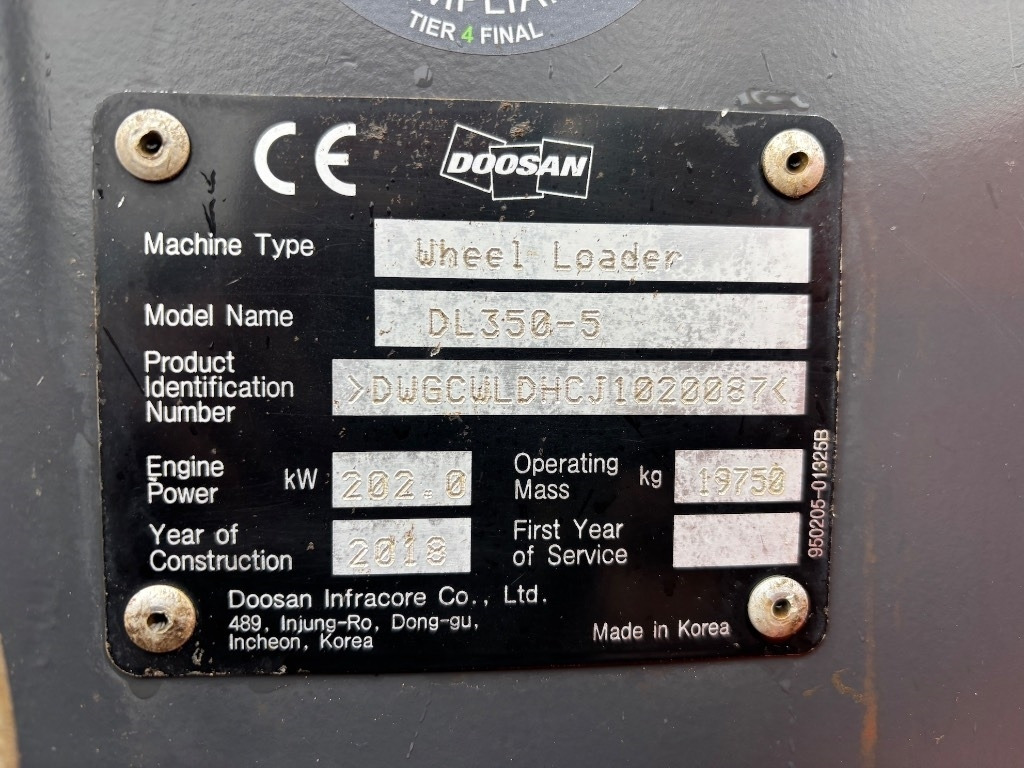 TIER 4 FINAL
CE DOOSAN
Machine Type Wheel Loader
Model Name DL350-5
Product
Identification
Number >DWGCWLDHCJ1020087<
Engine
Power kW 202.0
Operating
Mass kg 19750
Year of
Construction 2018
First Year
of Service
950205-01325B
Doosan Infracore Co., Ltd.
489, Injung-Ro, Dong-gu,
Incheon, Korea
Made in Korea